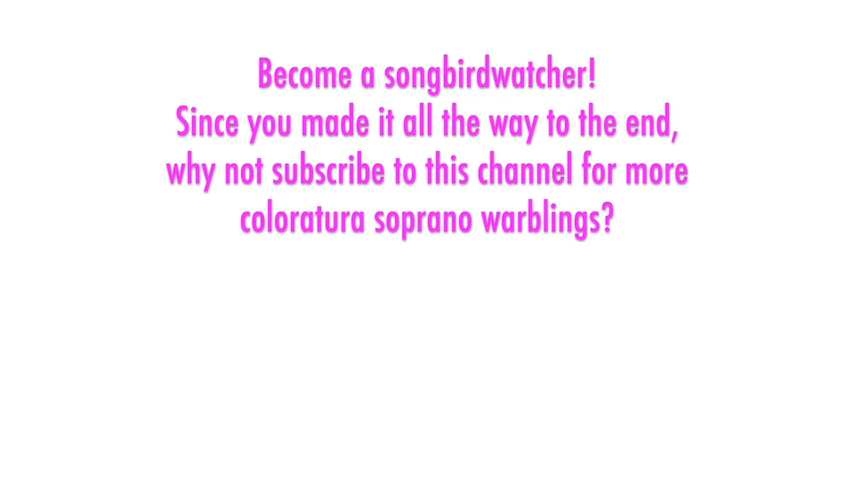 Become a songbirdwatcher!
Since you made it all the way to the end,
why not subscribe to this channel for more
coloratura soprano warblings?